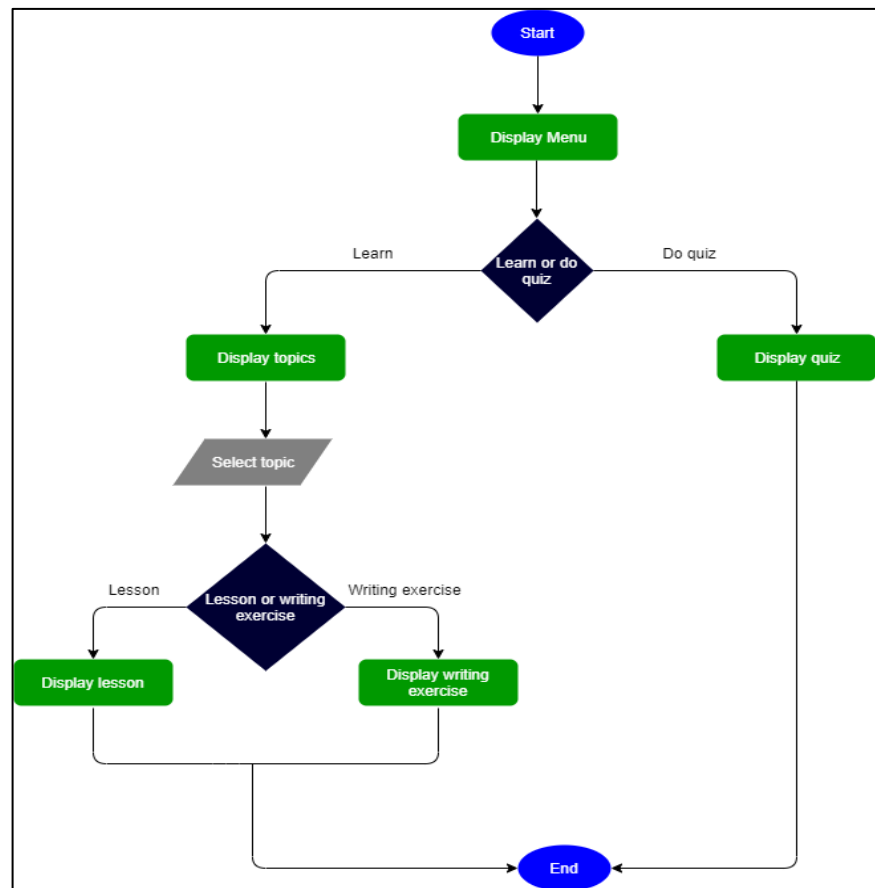 Start
Display Menu
Learn
Do quiz
Learn or do
quiz
Display topics
Display quiz
Select topic
Lesson
Writing exercise
Lesson or writing
exercise
Display lesson
Display writing
exercise
End